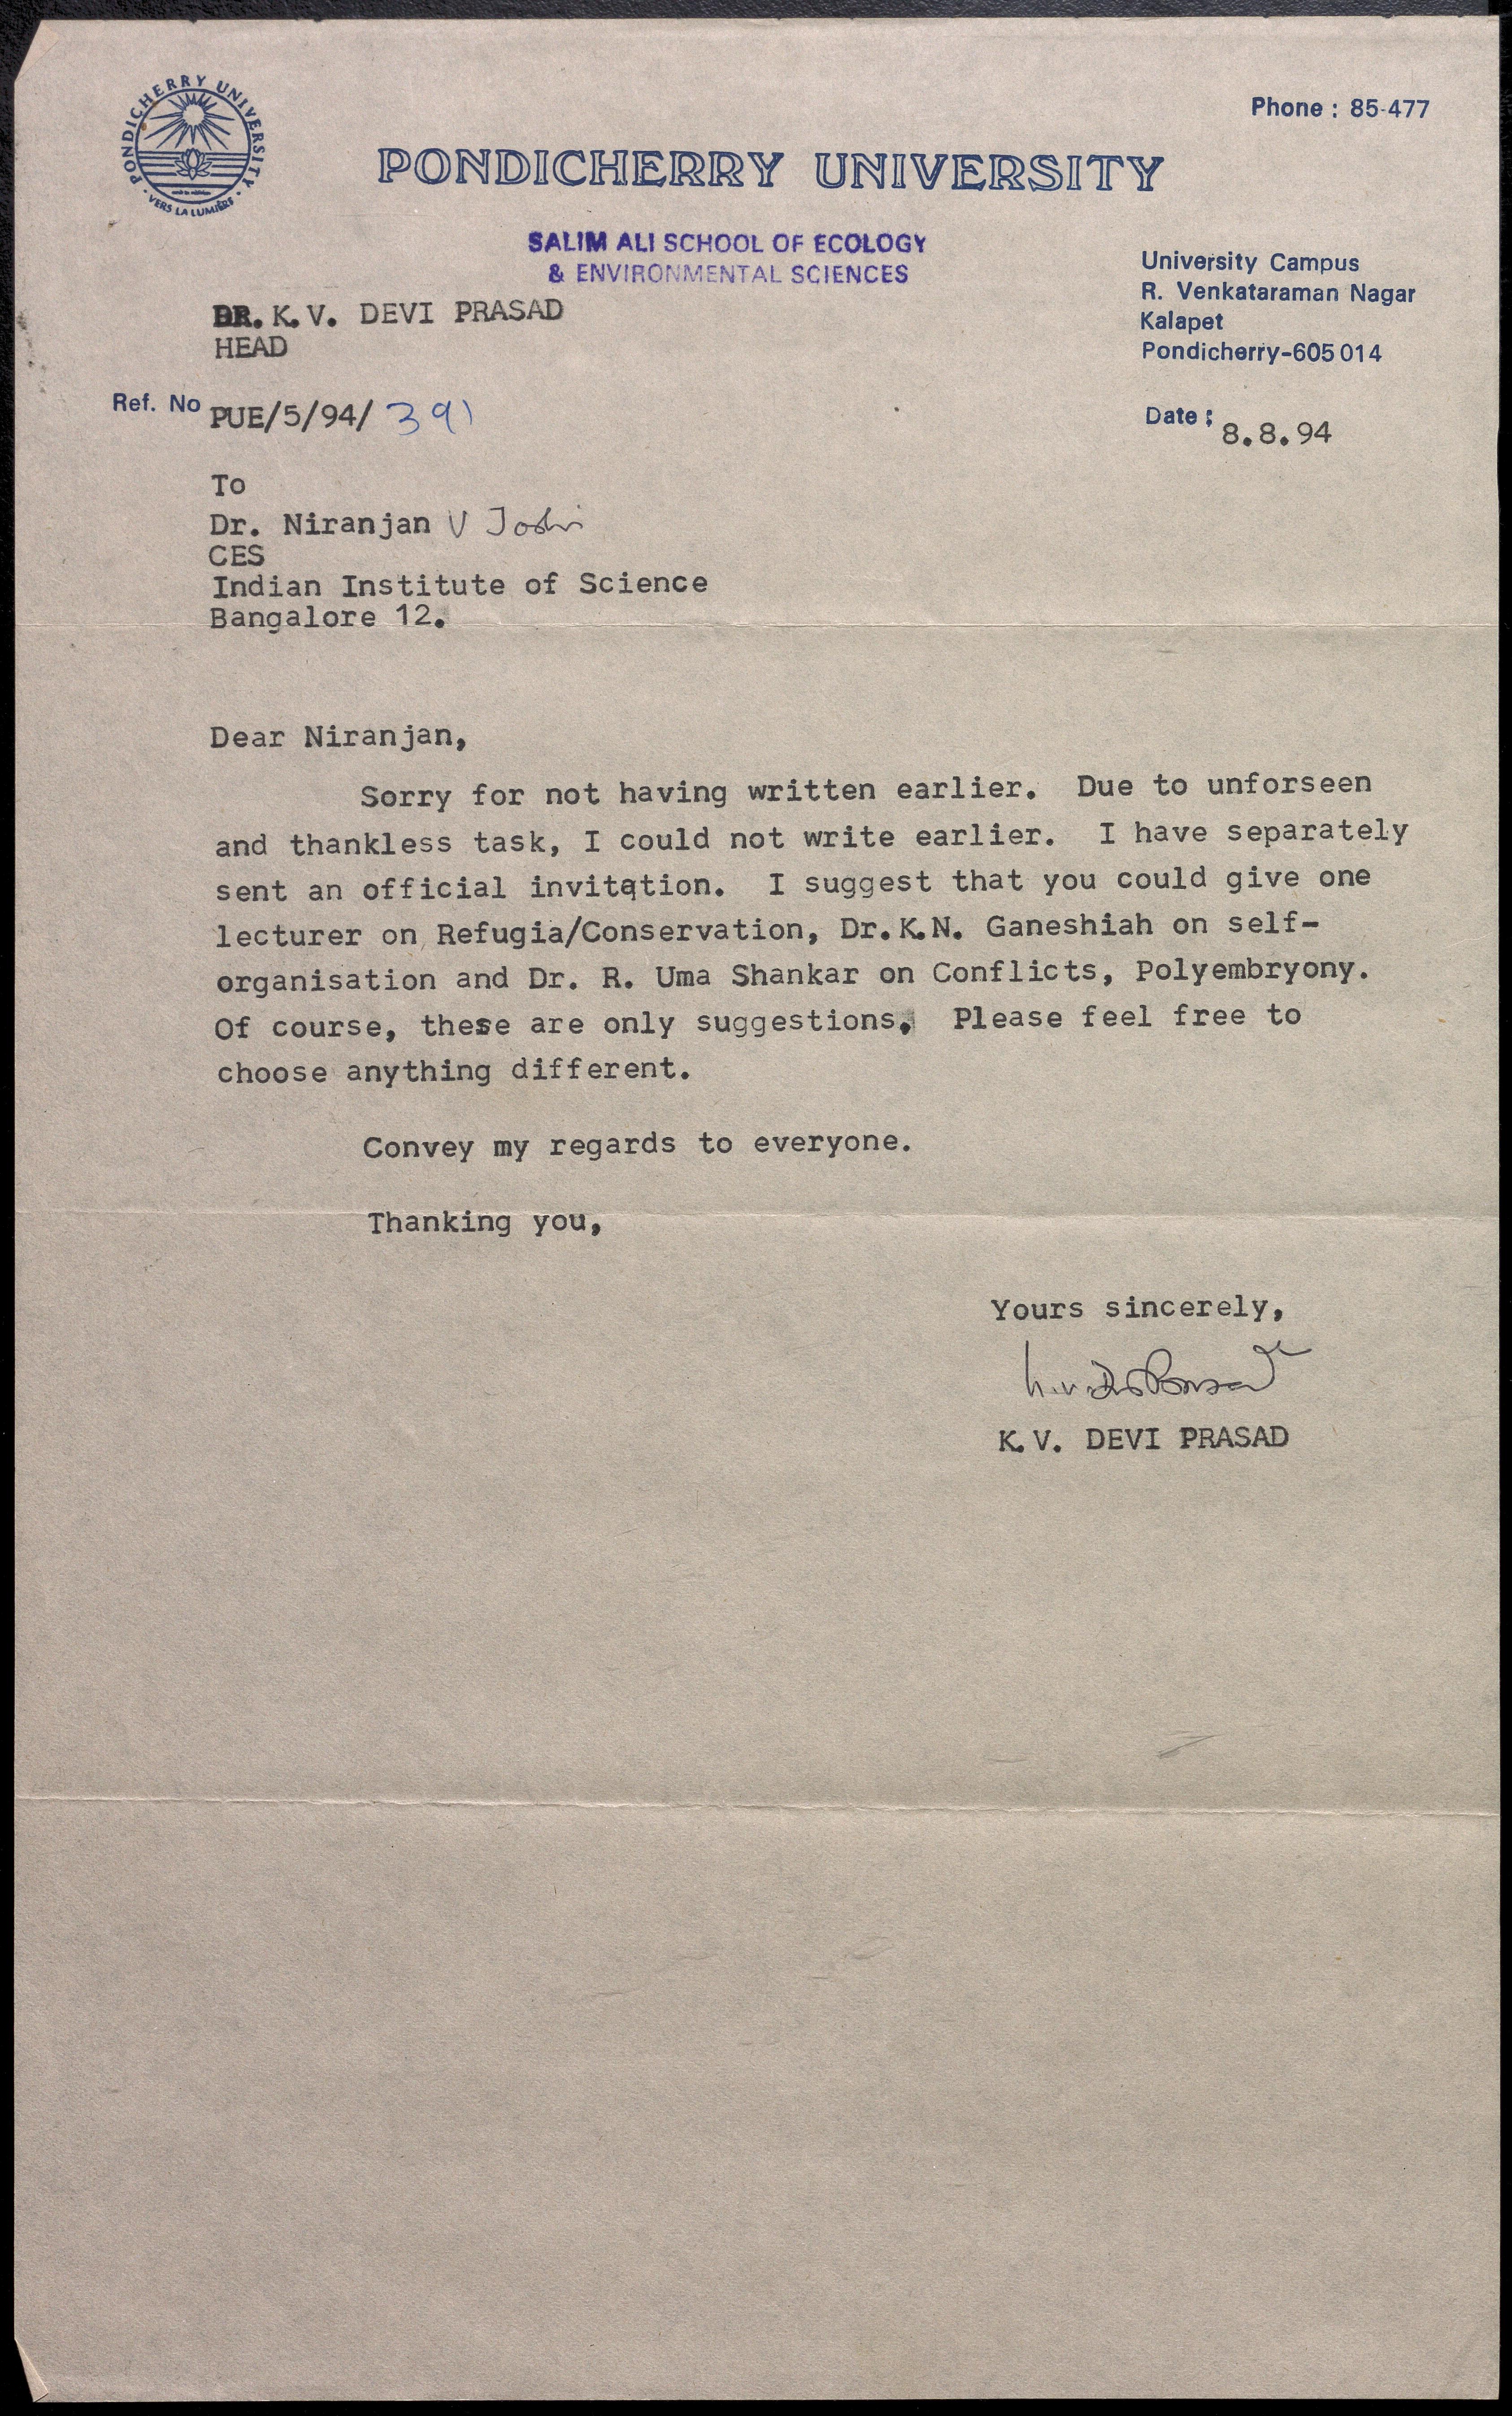 PONDICHERRY UNIVERSITY
VERS LA LUMIÈRE
Phone : 85-477
PONDICHERRY UNIVERSITY
SALIM ALI SCHOOL OF ECOLOGY
& ENVIRONMENTAL SCIENCES
University Campus
R. Venkataraman Nagar
Kalapet
Pondicherry-605 014
DR. K. V. DEVI PRASAD
HEAD
Ref. No PUE/5/94/ 391
Date : 8.8.94
To
Dr. Niranjan V Joshi
CES
Indian Institute of Science
Bangalore 12.
Dear Niranjan,
Sorry for not having written earlier. Due to unforseen
and thankless task, I could not write earlier. I have separately
sent an official invitation. I suggest that you could give one
lecturer on Refugia/Conservation, Dr.K.N. Ganeshiah on self-
organisation and Dr. R. Uma Shankar on Conflicts, Polyembryony.
Of course, these are only suggestions. Please feel free to
choose anything different.
Convey my regards to everyone.
Thanking you,
Yours sincerely,
K.V. DEVI PRASAD